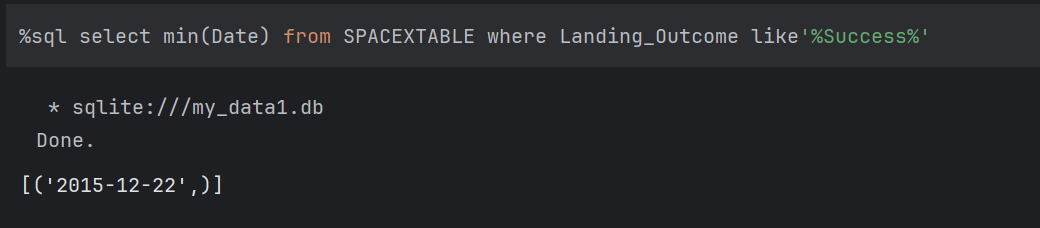 %sql select min(Date) from SPACEXTABLE where Landing_Outcome like'%Success%'
* sqlite:///my_data1.db
Done.
[('2015-12-22',)]